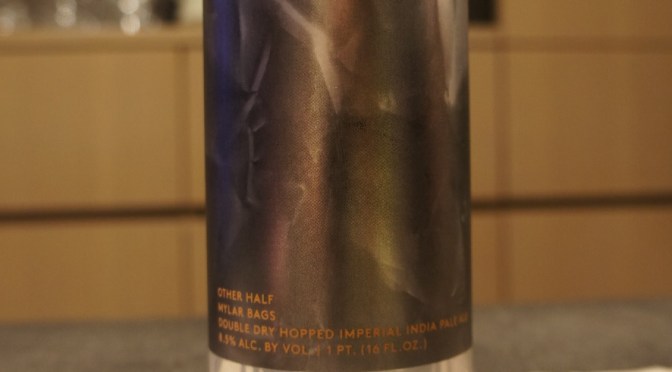 OTHER HALF
MYLAR BAGS
DOUBLE DRY HOPPED IMPERIAL INDIA PALE ALE
8.5% ALC. BY VOL. | 1 PT. (16 FL.OZ.)